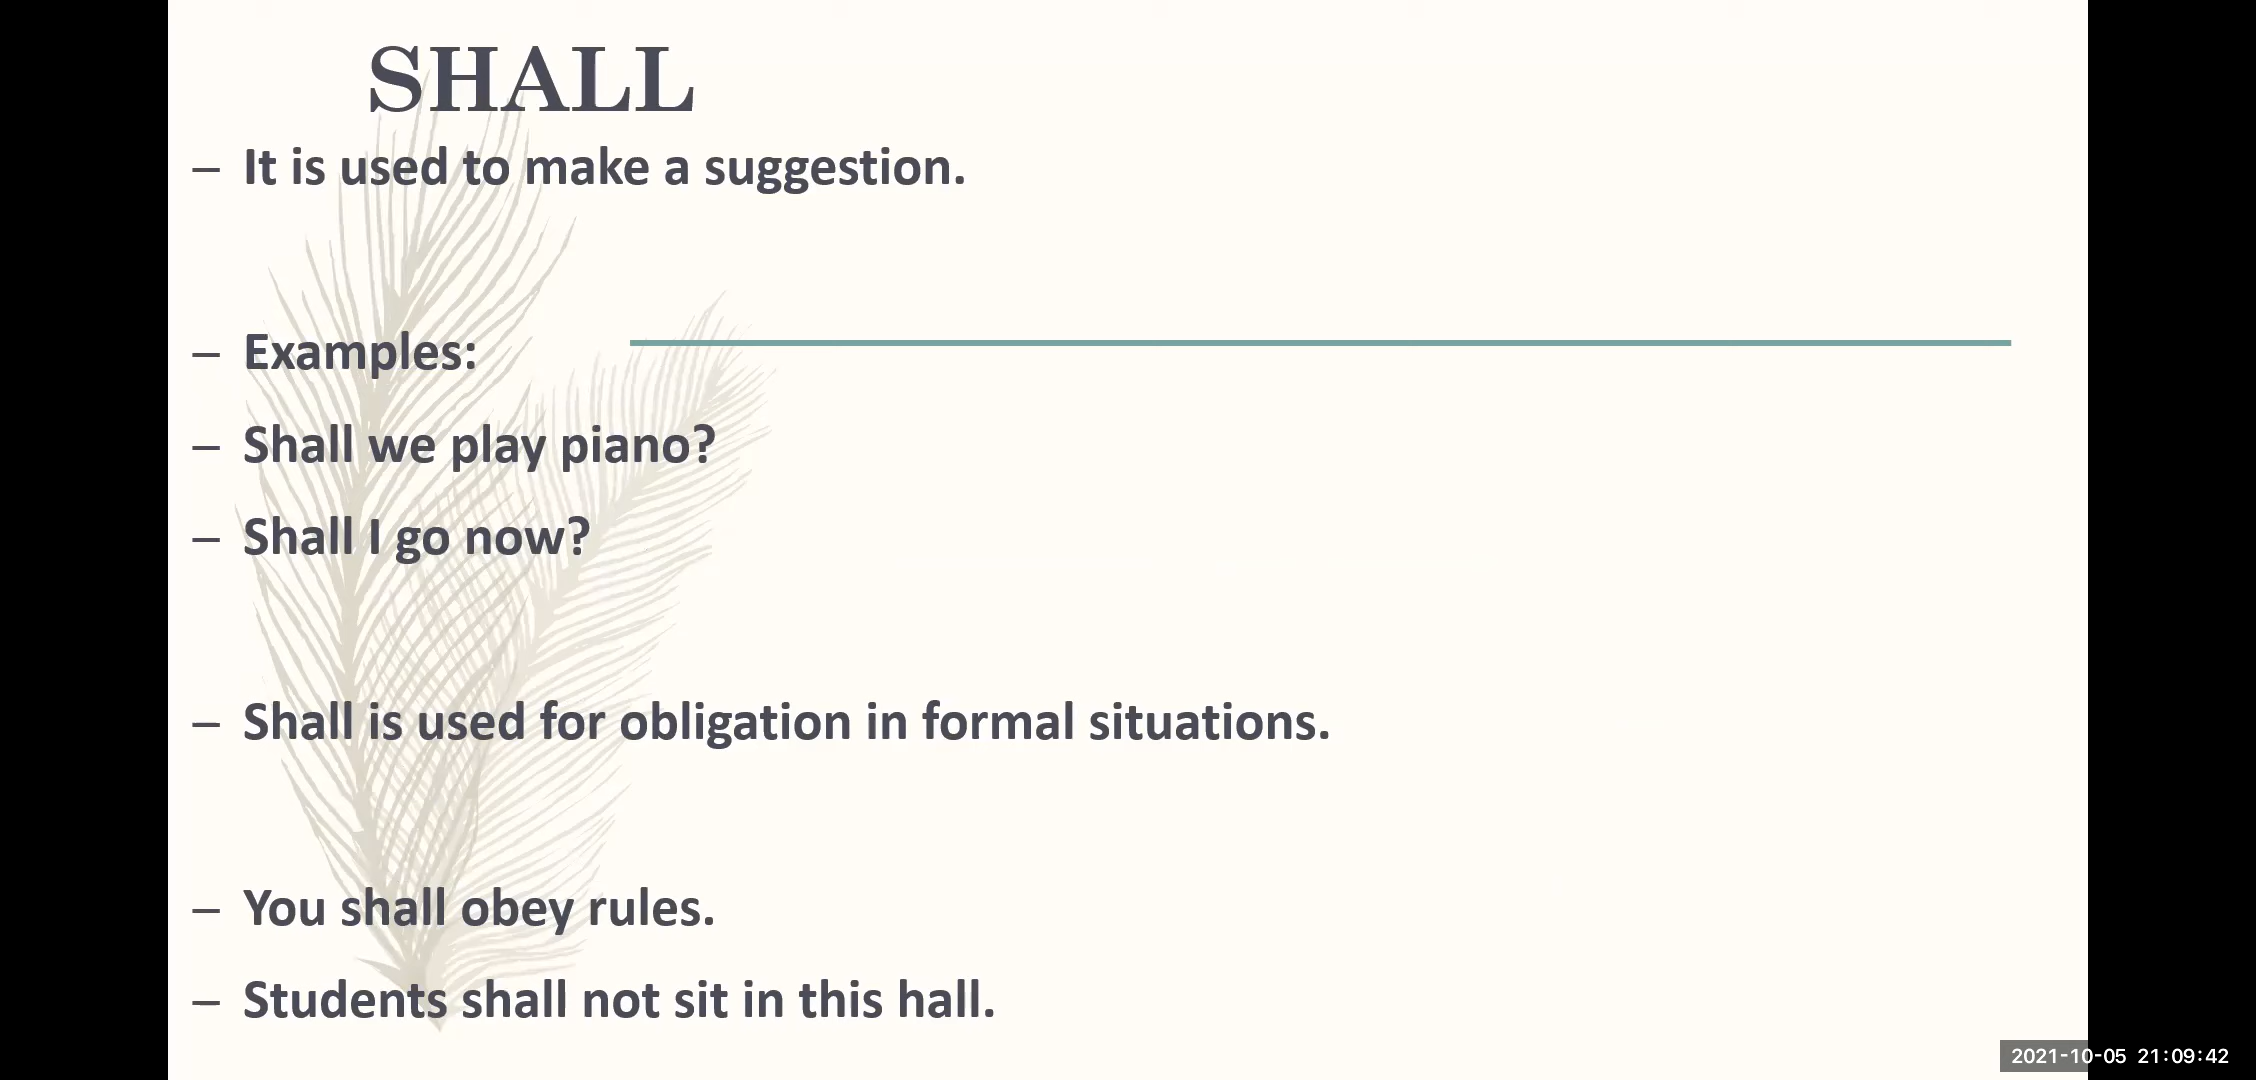 SHALL
– It is used to make a suggestion.
– Examples:
– Shall we play piano?
– Shall I go now?
– Shall is used for obligation in formal situations.
– You shall obey rules.
– Students shall not sit in this hall.
2021-10-05 21:09:42